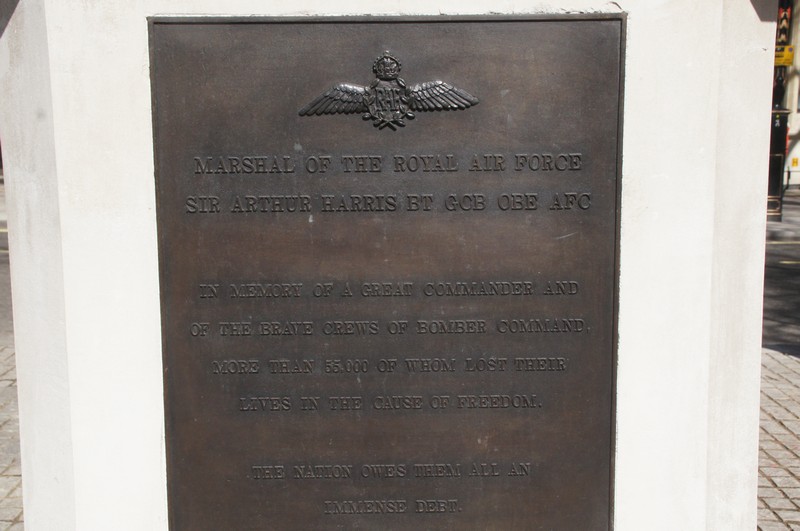 RAF
MARSHAL OF THE ROYAL AIR FORCE
SIR ARTHUR HARRIS BT GCB OBE AFC
IN MEMORY OF A GREAT COMMANDER AND
OF THE BRAVE CREWS OF BOMBER COMMAND,
MORE THAN 55,000 OF WHOM LOST THEIR
LIVES IN THE CAUSE OF FREEDOM.
THE NATION OWES THEM ALL AN
IMMENSE DEBT.